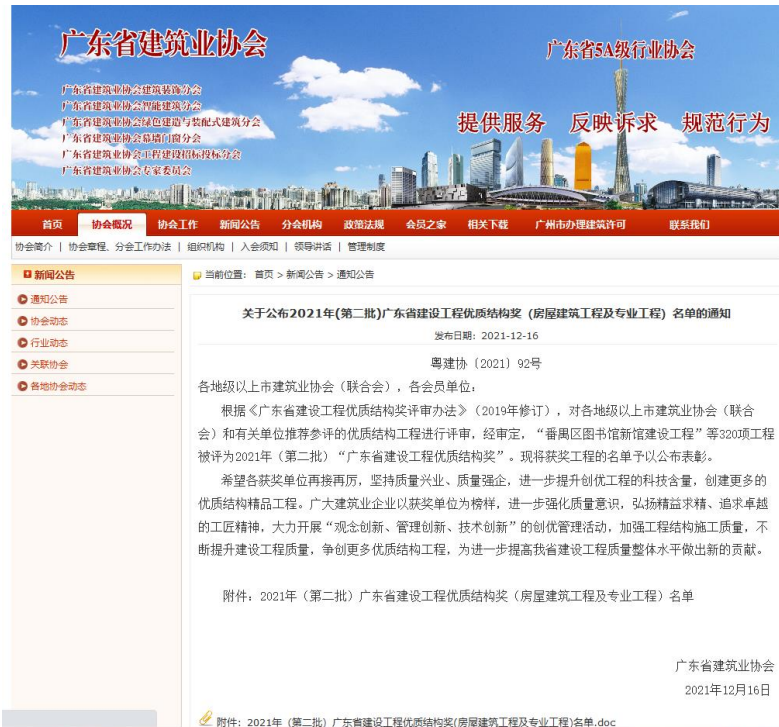 广东省建筑业协会
广东省5A级行业协会
广东省建筑业协会建筑装饰分会
广东省建筑业协会智能建筑分会
广东省建筑业协会绿色建造与装配式建筑分会
广东省建筑业协会幕墙门窗分会
广东省建筑业协会工程建设招标投标分会
广东省建筑业协会专家委员会
提供服务 反映诉求 规范行为
首页 协会概况 协会工作 新闻公告 分会机构 政策法规 会员之家 相关下载 广州市办理建筑许可 联系我们
协会简介 | 协会章程、分会工作办法 | 组织机构 | 入会须知 | 领导讲话 | 管理制度
新闻公告
通知公告
协会动态
行业动态
关联协会
各地协会动态
当前位置: 首页 > 新闻公告 > 通知公告
关于公布2021年(第二批)广东省建设工程优质结构奖 (房屋建筑工程及专业工程) 名单的通知
发布日期: 2021-12-16
粤建协〔2021〕92号
各地级以上市建筑业协会（联合会），各会员单位：
根据《广东省建设工程优质结构奖评审办法》（2019年修订），对各地级以上市建筑业协会（联合
会）和有关单位推荐参评的优质结构工程进行评审，经审定，“番禺区图书馆新馆建设工程”等320项工程
被评为2021年（第二批）“广东省建设工程优质结构奖”。现将获奖工程的名单予以公布表彰。
希望各获奖单位再接再厉，坚持质量兴业、质量强企，进一步提升创优工程的科技含量，创建更多的
优质结构精品工程。广大建筑业企业以获奖单位为榜样，进一步强化质量意识，弘扬精益求精、追求卓越
的工匠精神，大力开展“观念创新、管理创新、技术创新”的创优管理活动，加强工程结构施工质量，不
断提升建设工程质量，争创更多优质结构工程，为进一步提高我省建设工程质量整体水平做出新的贡献。
附件：2021年（第二批）广东省建设工程优质结构奖（房屋建筑工程及专业工程）名单
广东省建筑业协会
2021年12月16日
附件: 2021年 (第二批) 广东省建设工程优质结构奖(房屋建筑工程及专业工程)名单.doc